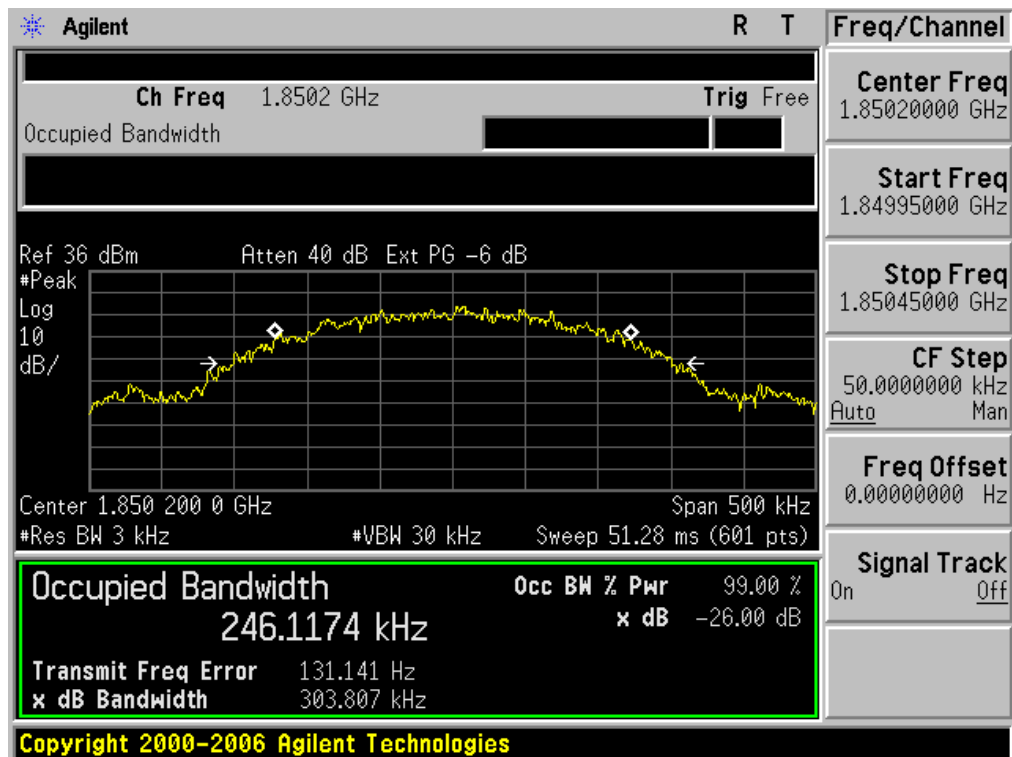 Agilent R T
Freq/Channel
Ch Freq 1.8502 GHz Trig Free
Occupied Bandwidth
Ref 36 dBm Atten 40 dB Ext PG -6 dB
#Peak
Log
10
dB/
Center 1.850 200 0 GHz Span 500 kHz
#Res BW 3 kHz #VBW 30 kHz Sweep 51.28 ms (601 pts)
Occupied Bandwidth Occ BW % Pwr 99.00 %
246.1174 kHz x dB -26.00 dB
Transmit Freq Error 131.141 Hz
x dB Bandwidth 303.807 kHz
Center Freq
1.85020000 GHz
Start Freq
1.84995000 GHz
Stop Freq
1.85045000 GHz
CF Step
50.0000000 kHz
Auto Man
Freq Offset
0.00000000 Hz
Signal Track
On Off
Copyright 2000-2006 Agilent Technologies